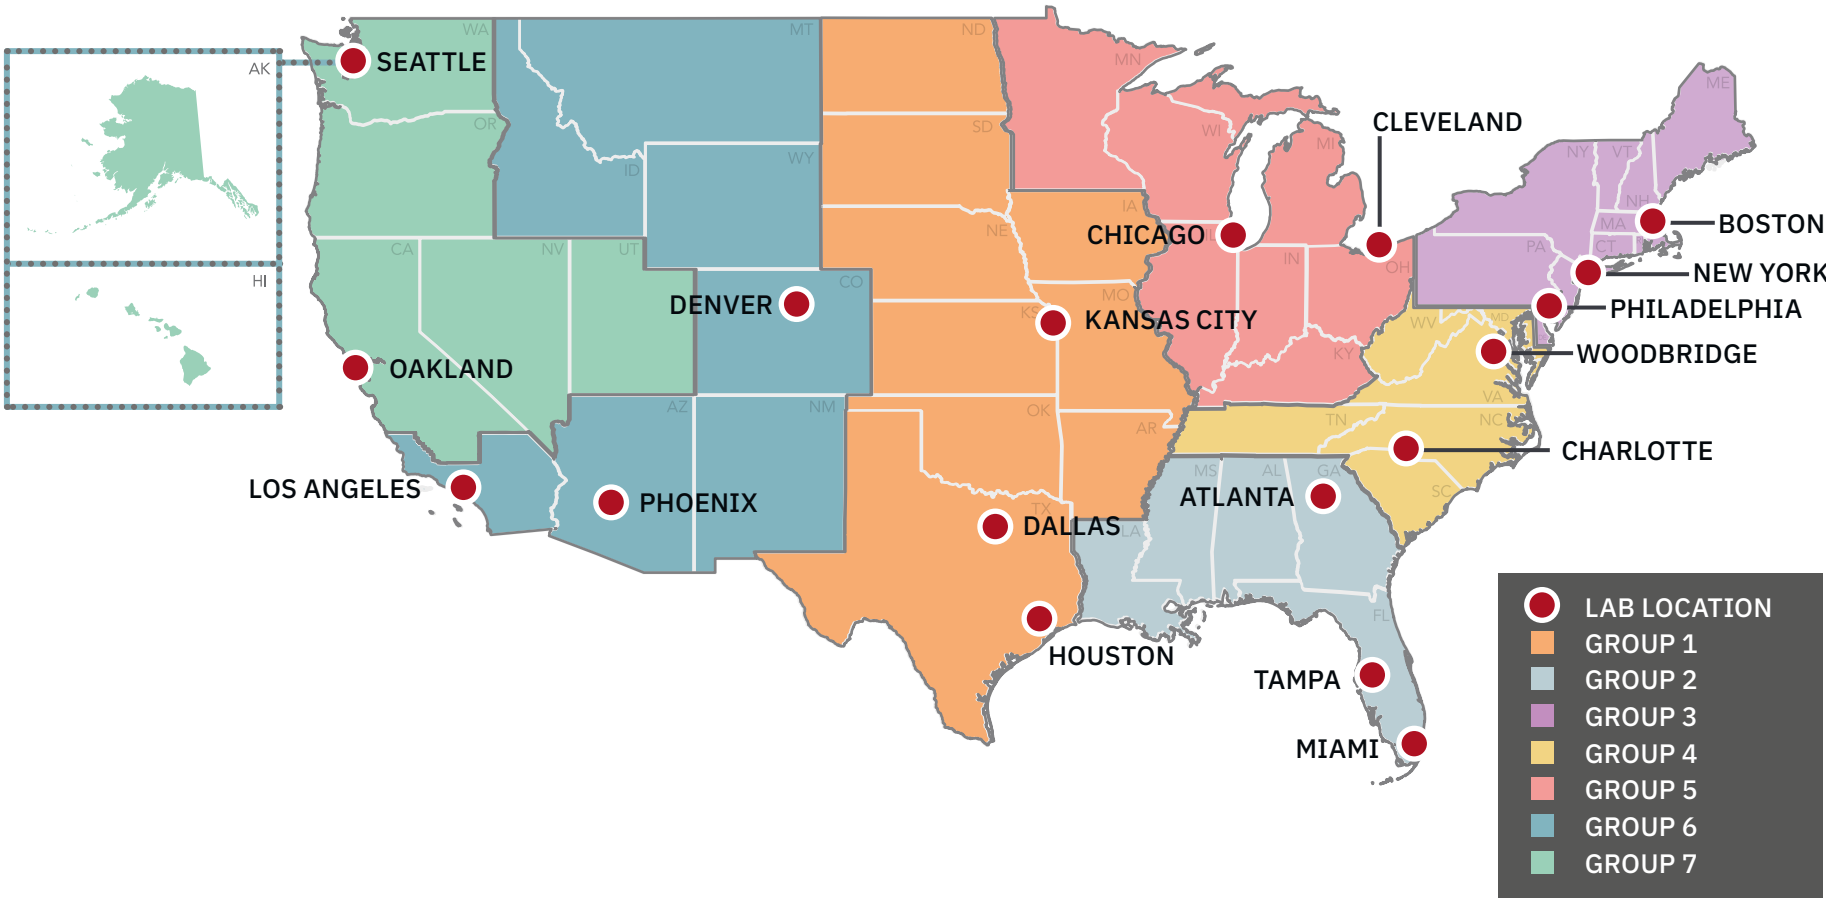 WA
MT
ND
MN
SEATTLE
AK
ME
OR
SD
WI
CLEVELAND
MI
NY
VT
WY
ID
NH
IA
MA
BOSTON
NE
CHICAGO
IL
CA
NV
UT
PA
CT
IN
OH
NEW YORK
HI
CO
MO
DENVER
KS
KANSAS CITY
WV
MD
PHILADELPHIA
KY
WOODBRIDGE
OAKLAND
VA
AZ
NM
OK
AR
TN
NC
CHARLOTTE
MS
AL
GA
LOS ANGELES
PHOENIX
ATLANTA
SC
TX
DALLAS
LA
HOUSTON
FL
TAMPA
MIAMI
LAB LOCATION
GROUP 1
GROUP 2
GROUP 3
GROUP 4
GROUP 5
GROUP 6
GROUP 7